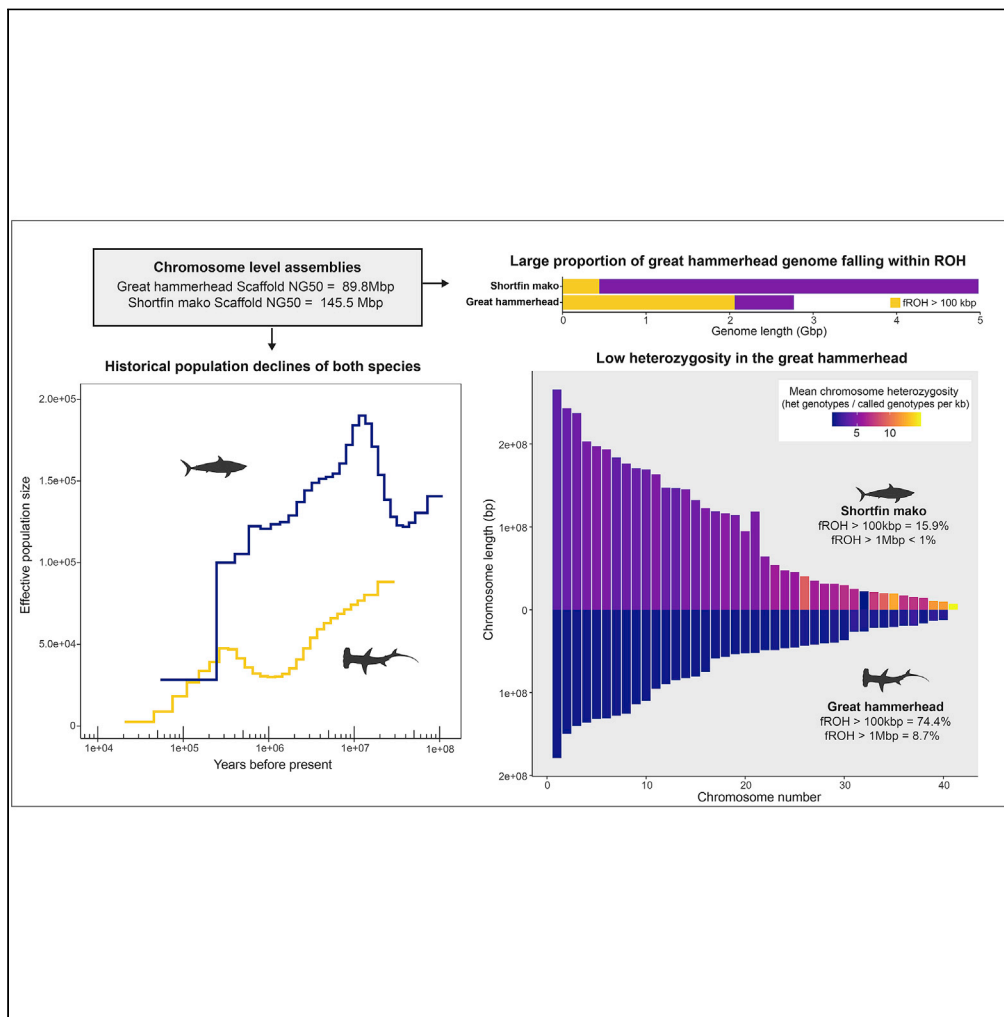 Chromosome level assemblies
Great hammerhead Scaffold NG50 = 89.8Mbp
Shortfin mako Scaffold NG50 = 145.5 Mbp
Large proportion of great hammerhead genome falling within ROH
Shortfin mako
Great hammerhead
fROH > 100 kbp
0 1 2 3 4 5
Genome length (Gbp)
Historical population declines of both species
2.0e+05
1.5e+05
1.0e+05
5.0e+04
0
Effective population size
1e+04 1e+05 1e+06 1e+07 1e+08
Years before present
Low heterozygosity in the great hammerhead
Mean chromosome heterozygosity
(het genotypes / called genotypes per kb)
5 10
Shortfin mako
fROH > 100kbp = 15.9%
fROH > 1Mbp < 1%
Great hammerhead
fROH > 100kbp = 74.4%
fROH > 1Mbp = 8.7%
2e+08
1e+08
0
1e+08
2e+08
Chromosome length (bp)
0 10 20 30 40
Chromosome number